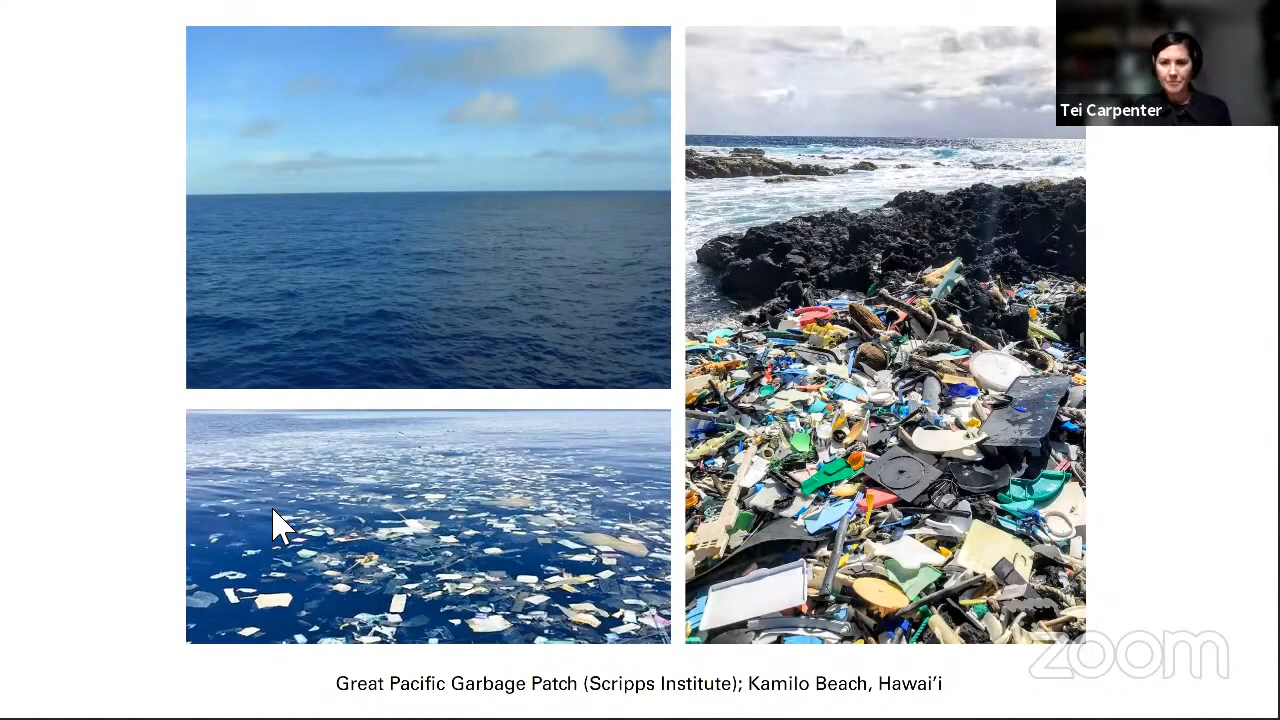 Tei Carpenter
zoom
Great Pacific Garbage Patch (Scripps Institute); Kamilo Beach, Hawai’i